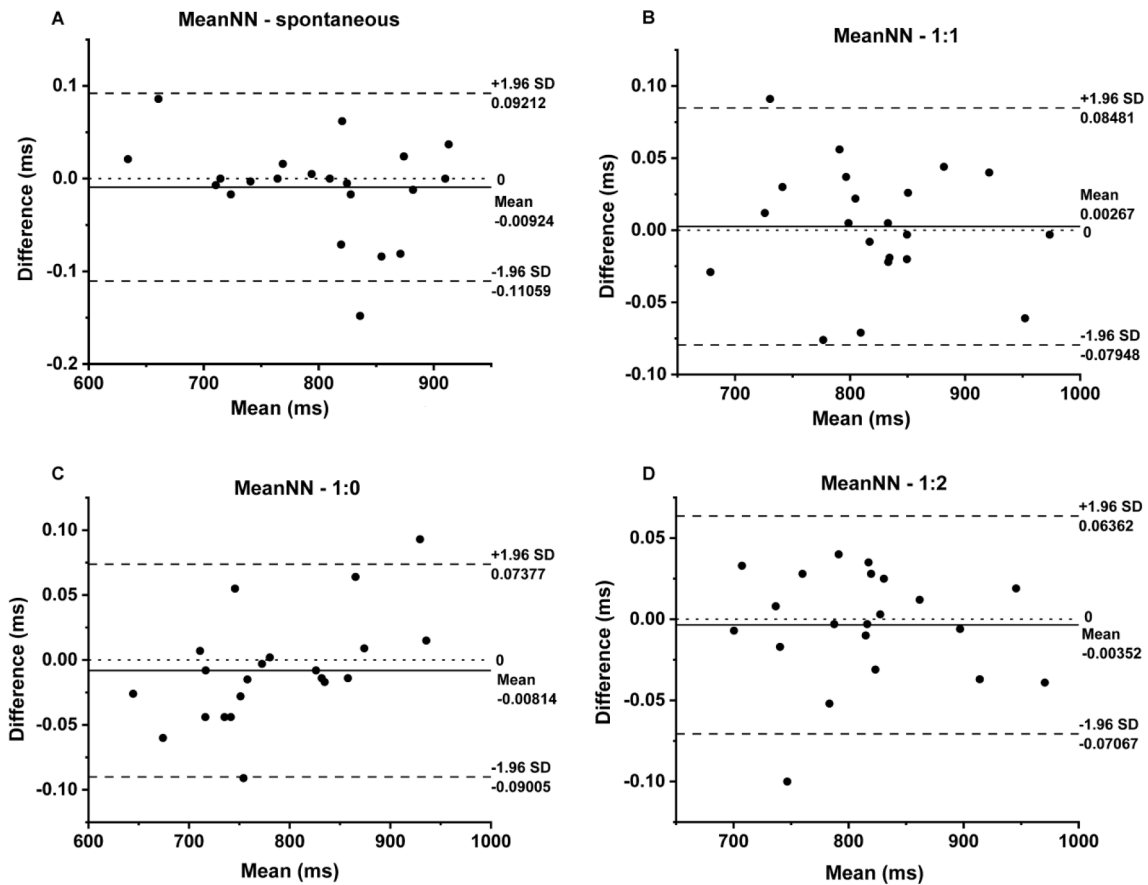 A
MeanNN - spontaneous
Difference (ms)
0.1
0.0
-0.1
-0.2
+1.96 SD
0.09212
0
Mean
-0.00924
-1.96 SD
-0.11059
600
700
800
900
Mean (ms)
B
MeanNN - 1:1
Difference (ms)
0.10
0.05
0.00
-0.05
-0.10
+1.96 SD
0.08481
Mean
0.00267
0
-1.96 SD
-0.07948
700
800
900
1000
Mean (ms)
C
MeanNN - 1:0
Difference (ms)
0.10
0.05
0.00
-0.05
-0.10
+1.96 SD
0.07377
0
Mean
-0.00814
-1.96 SD
-0.09005
600
700
800
900
1000
Mean (ms)
D
MeanNN - 1:2
Difference (ms)
0.05
0.00
-0.05
-0.10
+1.96 SD
0.06362
0
Mean
-0.00352
-1.96 SD
-0.07067
700
800
900
1000
Mean (ms)